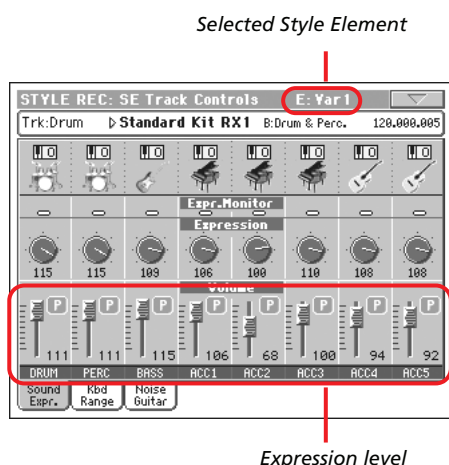 Selected Style Element
STYLE REC: SE Track Controls E: Var1
Trk:Drum Standard Kit RX1 B:Drum & Perc. 120.000.005
Expr.Monitor
Expression
115 115 109 106 100 110 108 108
Volume
P P P P P P P P
111 111 115 106 68 100 94 92
DRUM PERC BASS ACC1 ACC2 ACC3 ACC4 ACC5
Sound Expr. Kbd Range Noise Guitar
Expression level